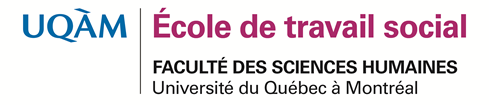 UQÀM École de travail social
FACULTÉ DES SCIENCES HUMAINES
Université du Québec à Montréal